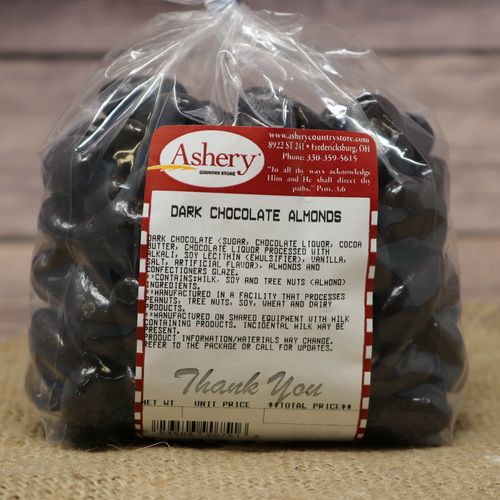 Ashery
COUNTRY STORE
www.asherycountrystore.com
8922 ST 241 • Fredericksburg, OH
Phone: 330-359-5615
"In all thy ways acknowledge
Him and He shall direct thy
paths." Prov. 3:6
DARK CHOCOLATE ALMONDS
DARK CHOCOLATE (SUGAR, CHOCOLATE LIQUOR, COCOA
BUTTER, CHOCOLATE LIQUOR PROCESSED WITH
ALKALI, SOY LECITHIN (EMULSIFIER), VANILLA,
SALT, ARTIFICIAL FLAVOR), ALMONDS AND
CONFECTIONERS GLAZE.
**CONTAINS:MILK, SOY AND TREE NUTS (ALMOND)
INGREDIENTS.
**MANUFACTURED IN A FACILITY THAT PROCESSES
PEANUTS, TREE NUTS, SOY, WHEAT AND DAIRY
PRODUCTS.
**MANUFACTURED ON SHARED EQUIPMENT WITH MILK
CONTAINING PRODUCTS. INCIDENTAL MILK MAY BE
PRESENT.
PRODUCT INFORMATION/MATERIALS MAY CHANGE.
REFER TO THE PACKAGE OR CALL FOR UPDATES.
Thank You
NET WT UNIT PRICE **TOTAL PRICE**